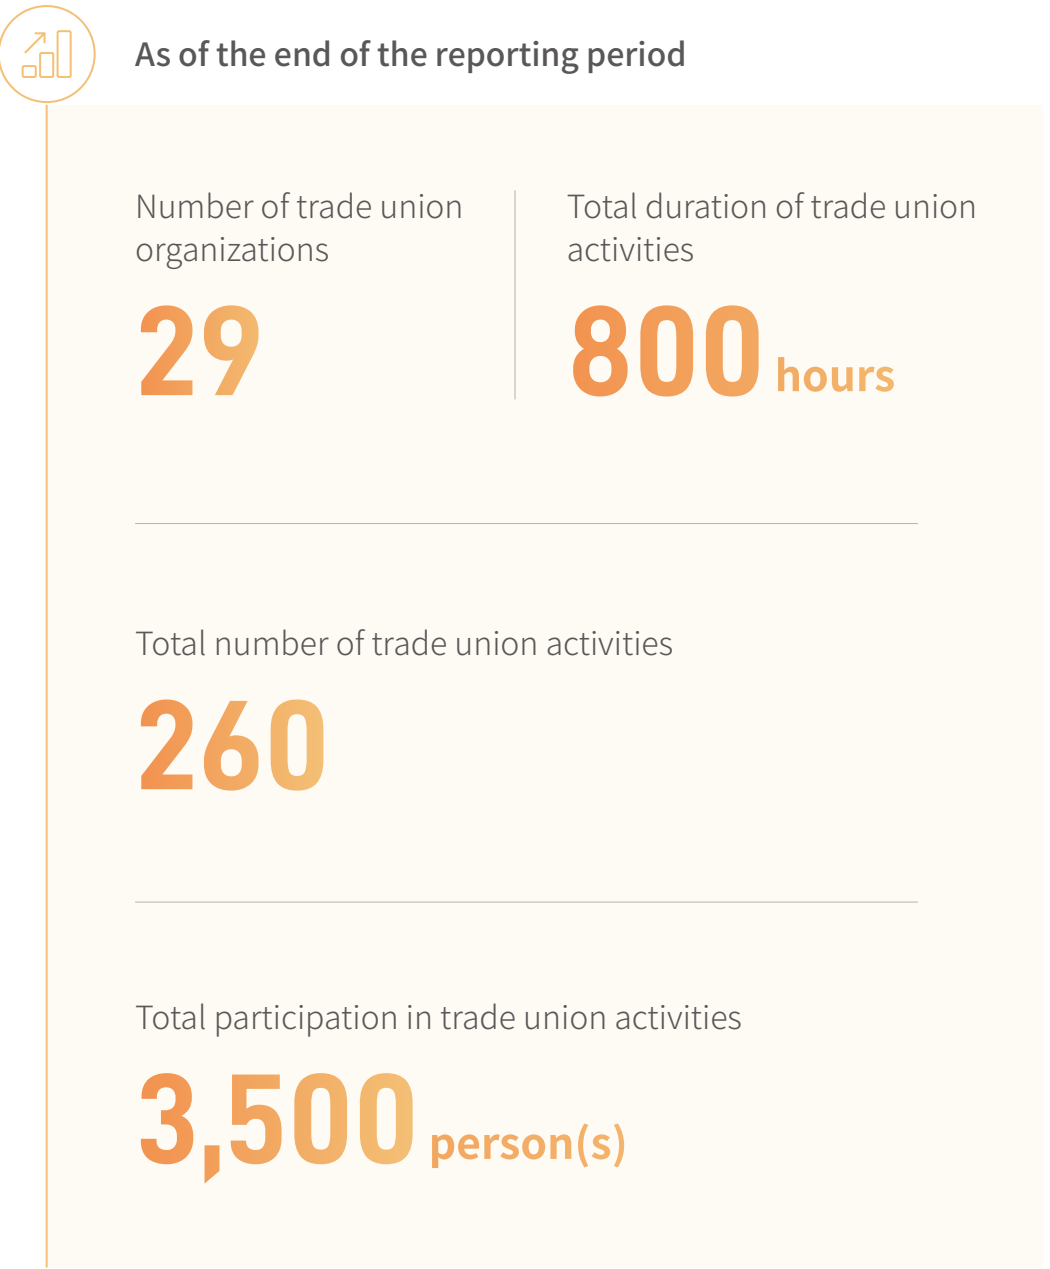 As of the end of the reporting period
Number of trade union
organizations
29
Total duration of trade union
activities
800 hours
Total number of trade union activities
260
Total participation in trade union activities
3,500 person(s)